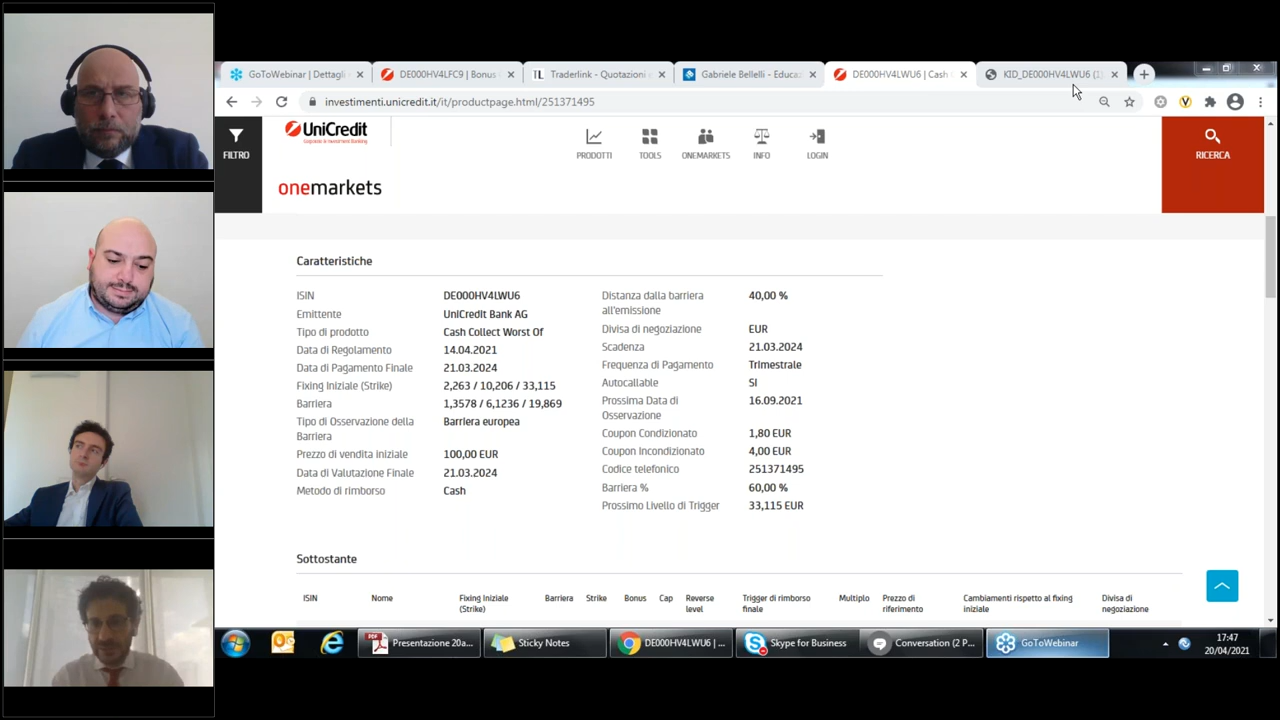 GoToWebinar | Dettagli
DE000HV4LFC9 | Bonus
Traderlink - Quotazioni e
Gabriele Bellelli - Educa
DE000HV4LWU6 | Cash
KID_DE000HV4LWU6 (1)
investimenti.unicredit.it/it/productpage.html/251371495
FILTRO
UniCredit
PRODOTTI
TOOLS
ONEMARKETS
INFO
LOGIN
RICERCA
onemarkets
Caratteristiche
ISIN DE000HV4LWU6
Emittente UniCredit Bank AG
Tipo di prodotto Cash Collect Worst Of
Data di Regolamento 14.04.2021
Data di Pagamento Finale 21.03.2024
Fixing Iniziale (Strike) 2,263 / 10,206 / 33,115
Barriera 1,3578 / 6,1236 / 19,869
Tipo di Osservazione della Barriera europea
Barriera
Prezzo di vendita iniziale 100,00 EUR
Data di Valutazione Finale 21.03.2024
Metodo di rimborso Cash
Distanza dalla barriera 40,00 %
all'emissione
Divisa di negoziazione EUR
Scadenza 21.03.2024
Frequenza di Pagamento Trimestrale
Autocallable SI
Prossima Data di 16.09.2021
Osservazione
Coupon Condizionato 1,80 EUR
Coupon Incondizionato 4,00 EUR
Codice telefonico 251371495
Barriera % 60,00 %
Prossimo Livello di Trigger 33,115 EUR
Sottostante
ISIN
Nome
Fixing Iniziale
(Strike)
Barriera
Strike
Bonus
Cap
Reverse
level
Trigger di rimborso
finale
Multiplo
Prezzo di
riferimento
Cambiamenti rispetto al fixing
iniziale
Divisa di
negoziazione
Presentazione 20a...
Sticky Notes
DE000HV4LWU6 | ...
Skype for Business
Conversation (2 P...
GoToWebinar
17:47
20/04/2021